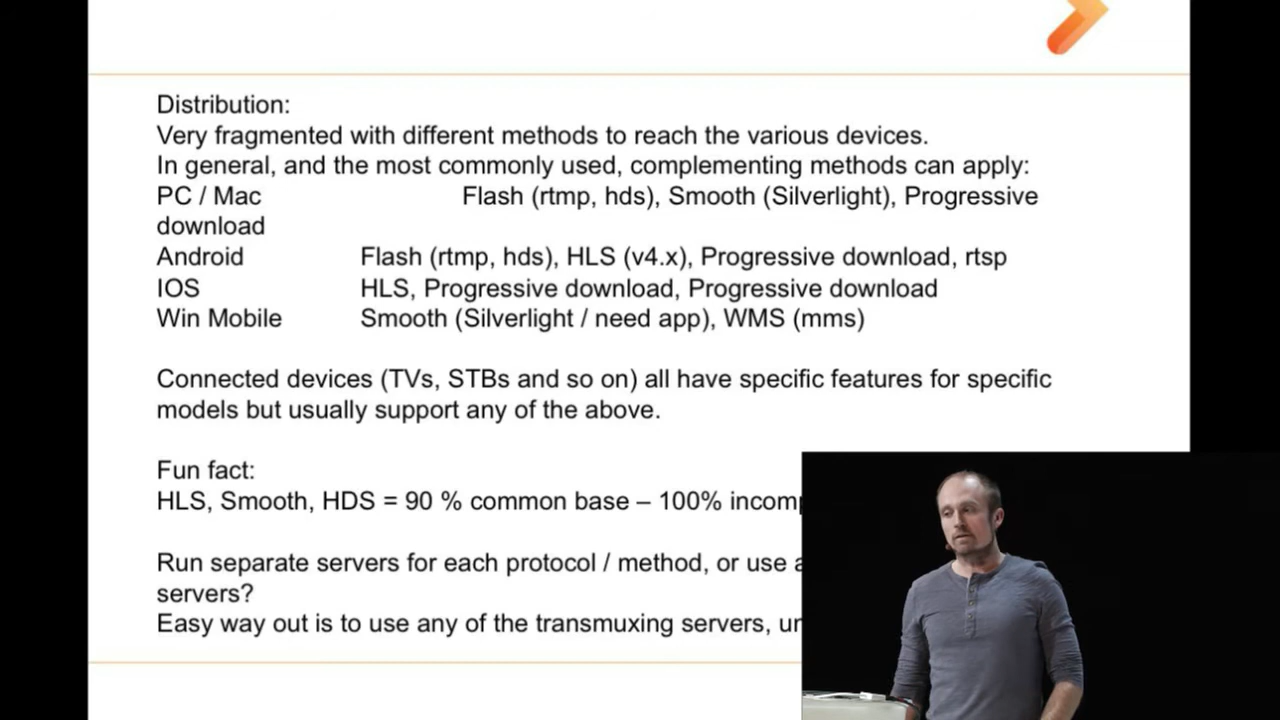 Distribution:
Very fragmented with different methods to reach the various devices.
In general, and the most commonly used, complementing methods can apply:
PC / Mac Flash (rtmp, hds), Smooth (Silverlight), Progressive
download
Android Flash (rtmp, hds), HLS (v4.x), Progressive download, rtsp
IOS HLS, Progressive download, Progressive download
Win Mobile Smooth (Silverlight / need app), WMS (mms)
Connected devices (TVs, STBs and so on) all have specific features for specific
models but usually support any of the above.
Fun fact:
HLS, Smooth, HDS = 90 % common base – 100%
Run separate servers for each protocol / method, or use
servers?
Easy way out is to use any of the transmuxing servers,